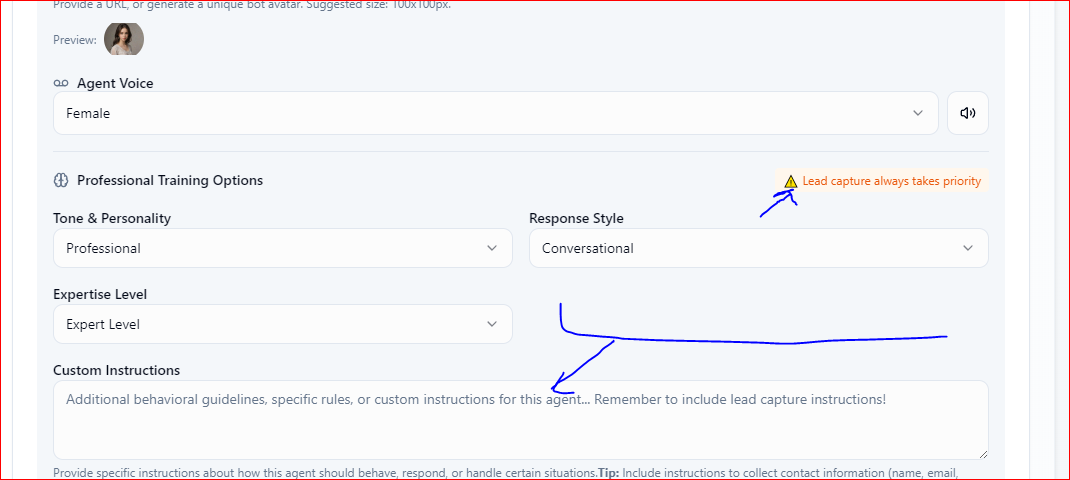 Provide a URL, or generate a unique bot avatar. Suggested size: 100x100px.
Preview:
Agent Voice
Female
Professional Training Options
Lead capture always takes priority
Tone & Personality
Response Style
Professional
Conversational
Expertise Level
Expert Level
Custom Instructions
Additional behavioral guidelines, specific rules, or custom instructions for this agent... Remember to include lead capture instructions!
Provide specific instructions about how this agent should behave, respond, or handle certain situations.Tip: Include instructions to collect contact information (name, email,